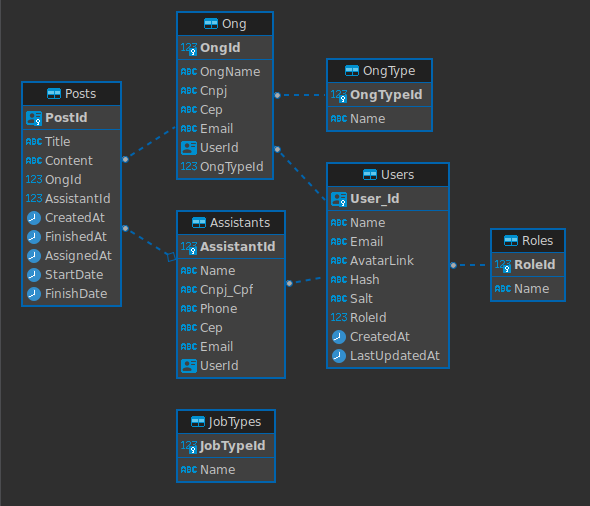 Posts
PostId
Title
Content
123 OngId
123 AssistantId
CreatedAt
FinishedAt
AssignedAt
StartDate
FinishDate
Ong
123 OngId
ABC OngName
ABC Cnpj
ABC Cep
ABC Email
UserId
123 OngTypeId
OngType
123 OngTypeId
ABC Name
Assistants
123 AssistantId
ABC Name
ABC Cnpj_Cpf
ABC Phone
ABC Cep
ABC Email
UserId
Users
User_Id
ABC Name
ABC Email
ABC AvatarLink
ABC Hash
ABC Salt
123 RoleId
CreatedAt
LastUpdatedAt
Roles
123 RoleId
ABC Name
JobTypes
123 JobTypeId
ABC Name